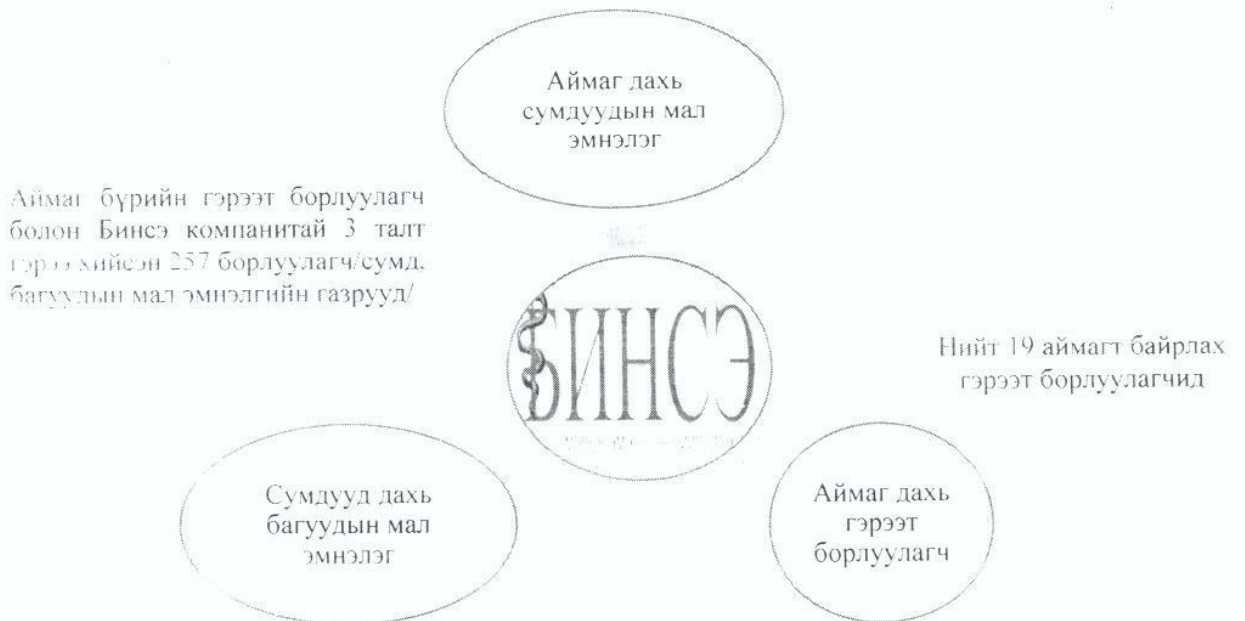 Аймаг дахь
сумдуудын мал
эмнэлэг
Аймаг бүрийн гэрээт борлуулагч
болон Бинсэ компанитай 3 талт
гэрээ хийсэн 257 борлуулагч/сумд,
багуудын мал эмнэлгийн газрууд/
БИНСЭ
Нийт 19 аймагт байрлах
гэрээт борлуулагчид
Сумдууд дахь
багуудын мал
эмнэлэг
Аймаг дахь
гэрээт
борлуулагч